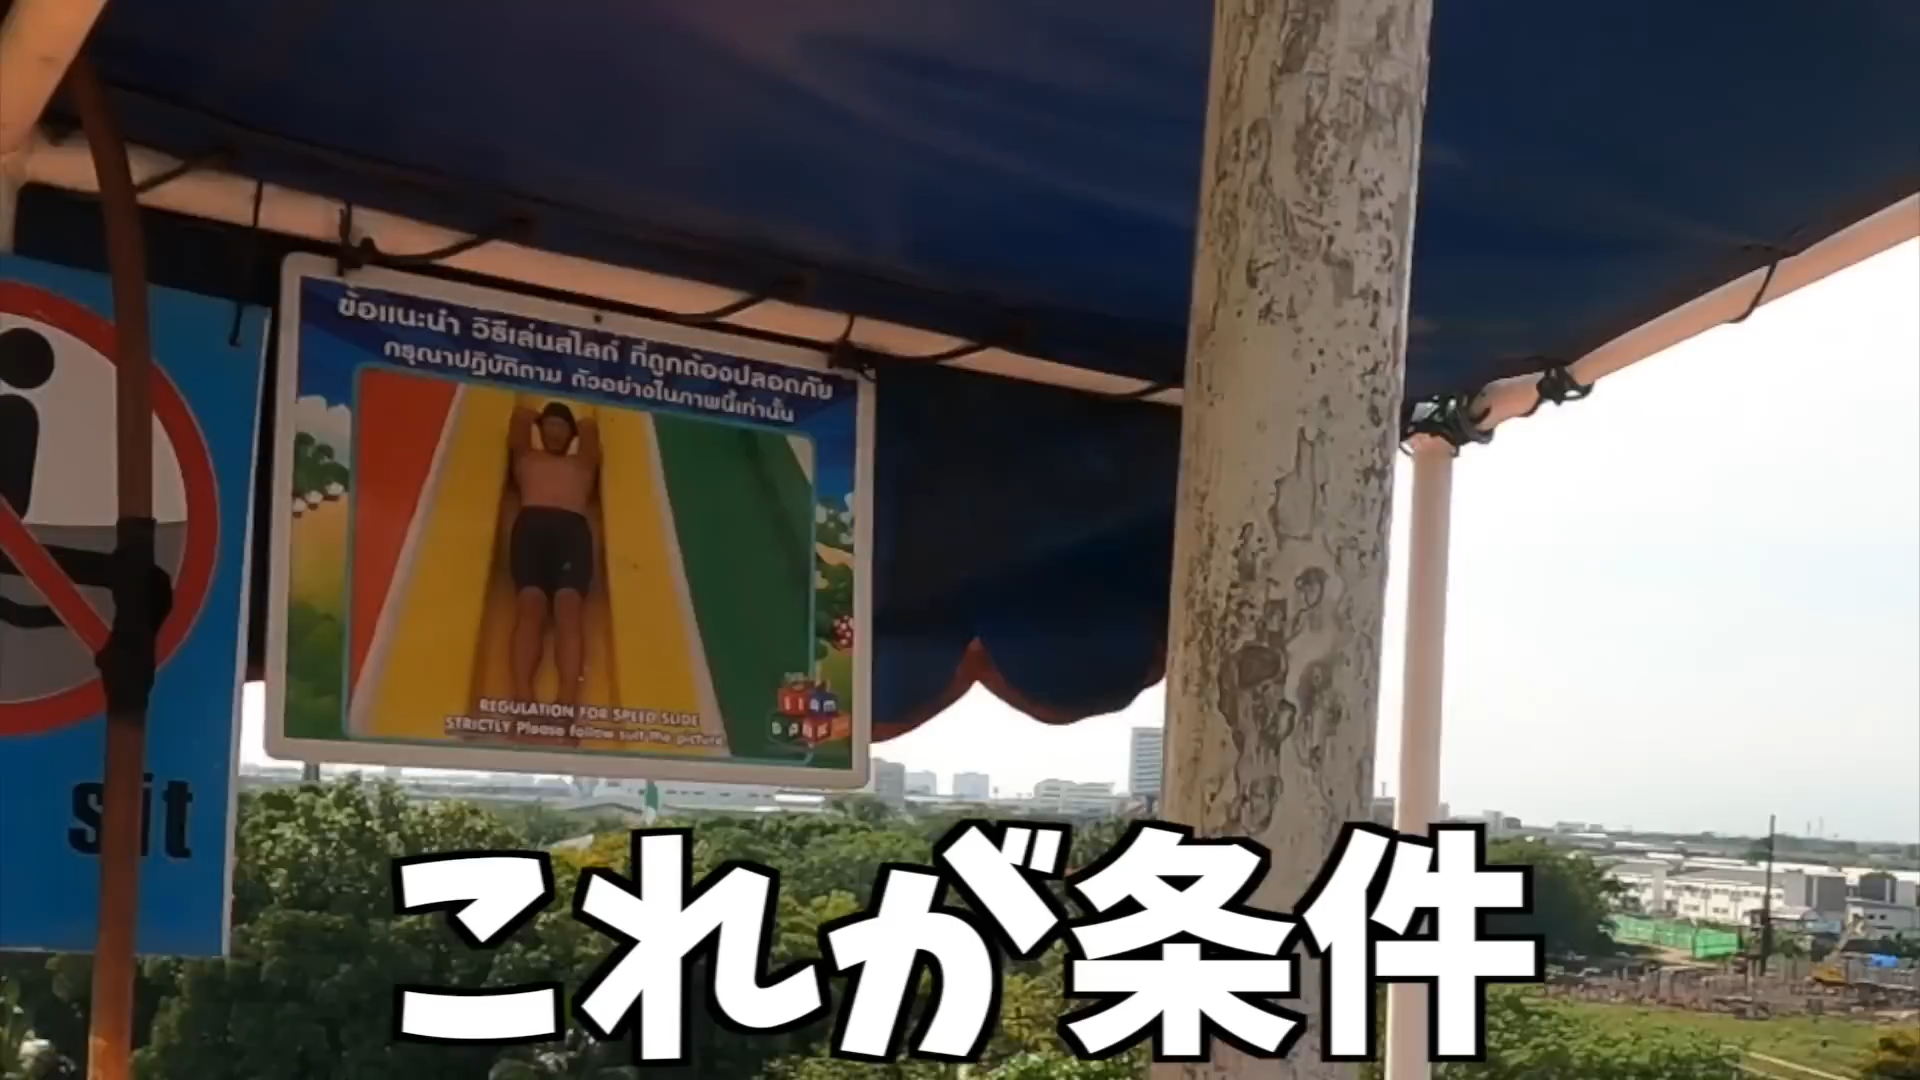 ข้อแนะนำ วิธีเล่นสไลด์ ที่ถูกต้องปลอดภัย
กรุณาปฏิบัติตาม ตัวอย่างในภาพนี้เท่านั้น
REGULATION FOR SPEED SLIDE
STRICTLY Please follow suit the picture
siam
park
sit
これが条件